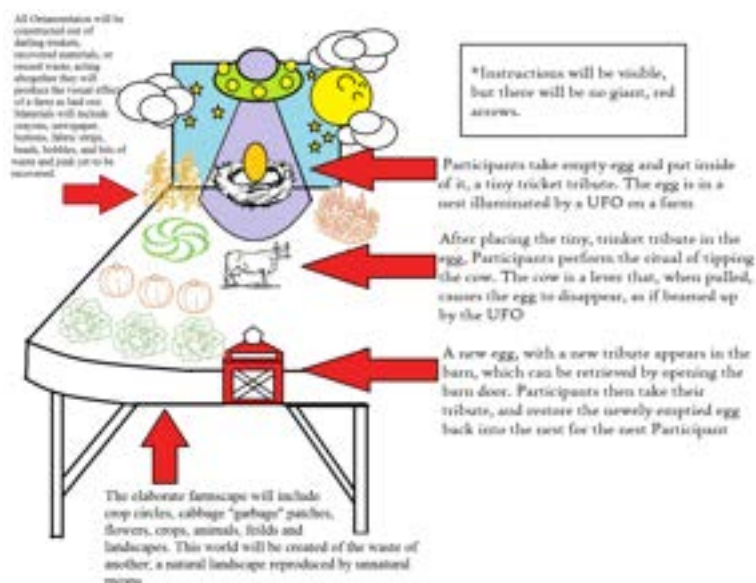 All Ornamentation will be
constructed out of
darling trinkets,
recovered materials, or
reused waste, acting
altogether they will
produce the visual effect
of a farm as laid out
Materials will include
crayons, newspaper,
buttons, fabric strips,
beads, bobbles, and bits of
waste and junk yet to be
recovered.
*Instructions will be visible,
but there will be no giant, red
arrows.
Participants take empty egg and put inside
of it, a tiny tricket tribute. The egg is in a
nest illuminated by a UFO on a farm
After placing the tiny, trinket tribute in the
egg, Participants perform the ritual of tipping
the cow. The cow is a lever that, when pulled,
causes the egg to disappear, as if beamed up
by the UFO
A new egg, with a new tribute appears in the
barn, which can be retrieved by opening the
barn door. Participants then take their
tribute, and restore the newly emptied egg
back into the nest for the nest Participant
The elaborate farmscape will include
crop circles, cabbage "garbage" patches,
flowers, crops, animals, feilds and
landscapes. This world will be created of the waste of
another, a natural landscape reproduced by unnatural
means